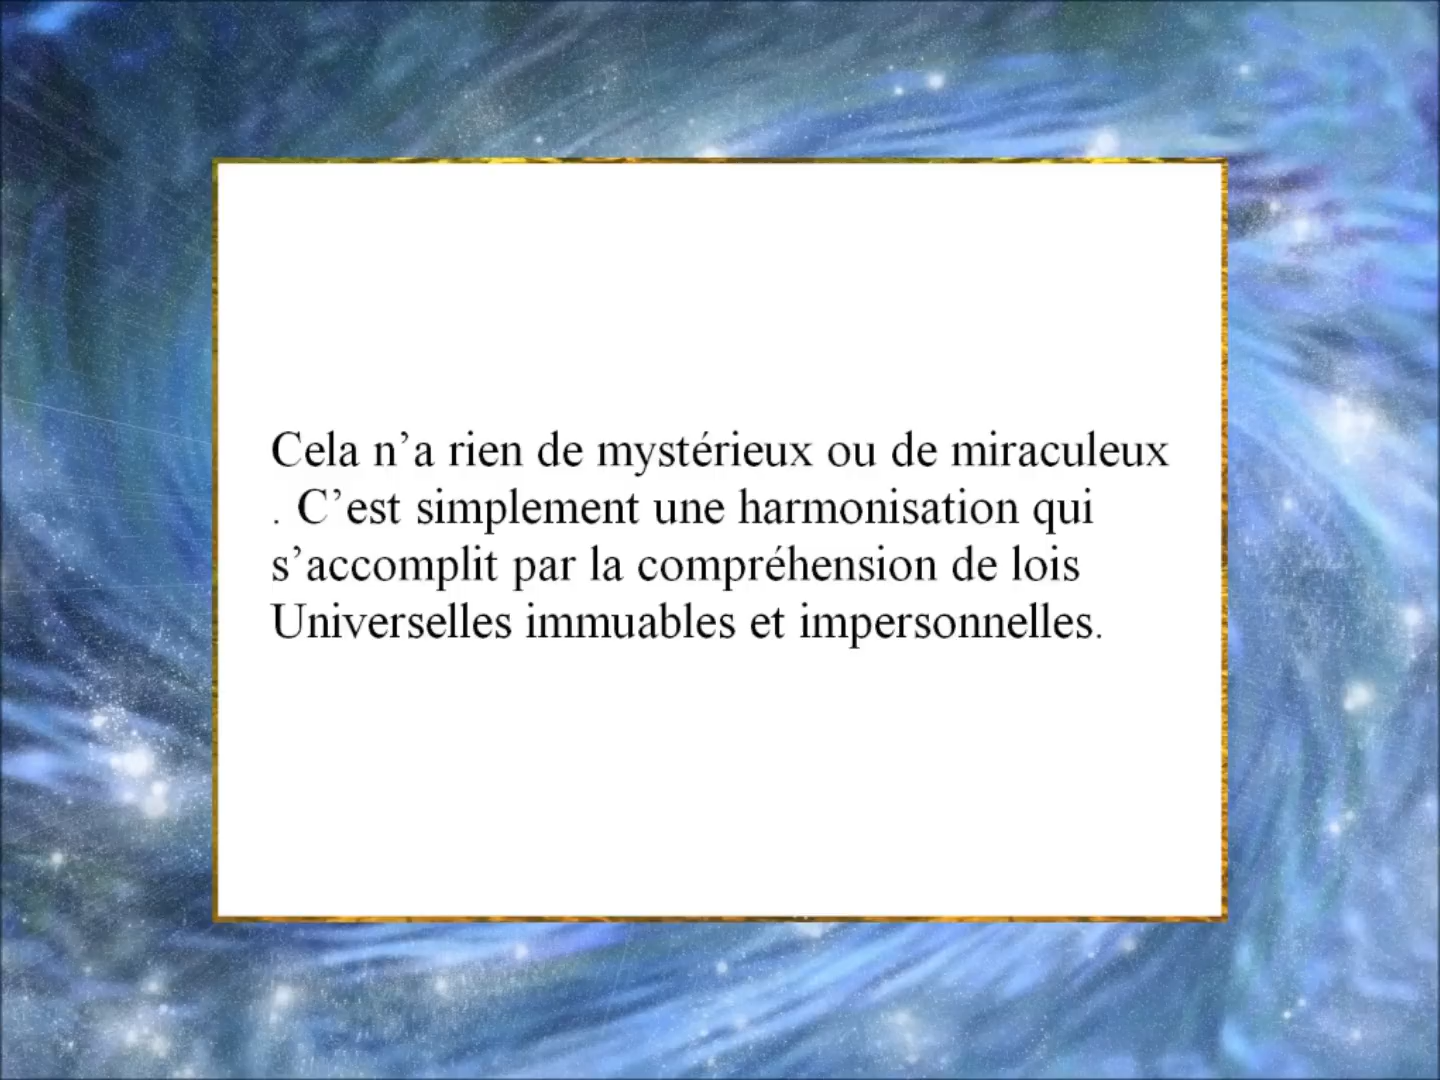 Cela n’a rien de mystérieux ou de miraculeux
. C’est simplement une harmonisation qui
s’accomplit par la compréhension de lois
Universelles immuables et impersonnelles.